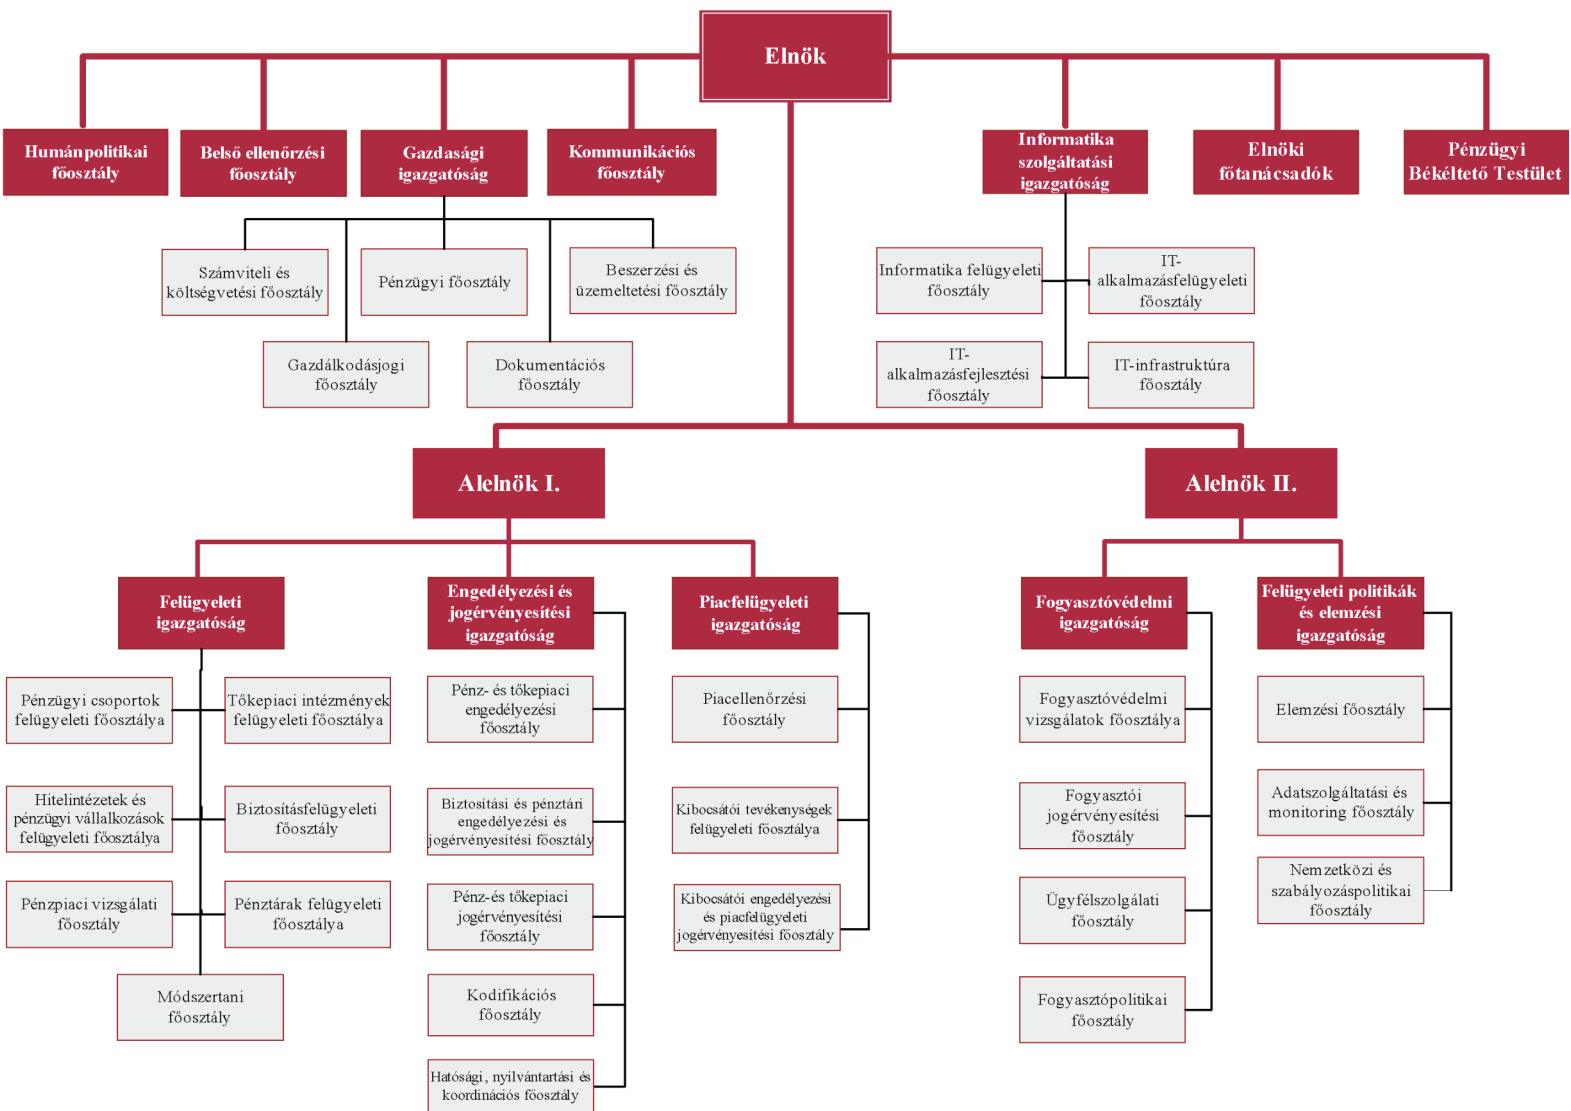 Elnök
Humánpolitikai
főosztály
Belső ellenőrzési
főosztály
Gazdasági
igazgatóság
Kommunikációs
főosztály
Informatika
szolgáltatási
igazgatóság
Elnöki
főtanácsadók
Pénzügyi
Békéltető Testület
Számviteli és
költségvetési főosztály
Pénzügyi főosztály
Beszerzési és
üzemeltetési főosztály
Gazdálkodásjogi
főosztály
Dokumentációs
főosztály
Informatika felügyeleti
főosztály
IT-
alkalmazásfelügyeleti
főosztály
IT-
alkalmazásfejlesztési
főosztály
IT-infrastruktúra
főosztály
Alelnök I.
Alelnök II.
Felügyeleti
igazgatóság
Engedélyezési és
jogérvényesítési
igazgatóság
Piacfelügyeleti
igazgatóság
Fogyasztóvédelmi
igazgatóság
Felügyeleti politikák
és elemzési
igazgatóság
Pénzügyi csoportok
felügyeleti főosztálya
Tőkepiaci intézmények
felügyeleti főosztálya
Hitelintézetek és
pénzügyi vállalkozások
felügyeleti főosztálya
Biztosításfelügyeleti
főosztály
Pénzpiaci vizsgálati
főosztály
Pénztárak felügyeleti
főosztálya
Módszertani
főosztály
Pénz- és tőkepiaci
engedélyezési
főosztály
Biztosítási és pénztári
engedélyezési és
jogérvényesítési főosztály
Pénz-és tőkepiaci
jogérvényesítési
főosztály
Kodifikációs
főosztály
Hatósági, nyilvántartási és
koordinációs főosztály
Piacellenőrzési
főosztály
Kibocsátói tevékenységek
felügyeleti főosztálya
Kibocsátói engedélyezési
és piacfelügyeleti
jogérvényesítési főosztály
Fogyasztóvédelmi
vizsgálatok főosztálya
Fogyasztói
jogérvényesítési
főosztály
Ügyfélszolgálati
főosztály
Fogyasztópolitikai
főosztály
Elemzési főosztály
Adatszolgáltatási és
monitoring főosztály
Nemzetközi és
szabályozáspolitikai
főosztály